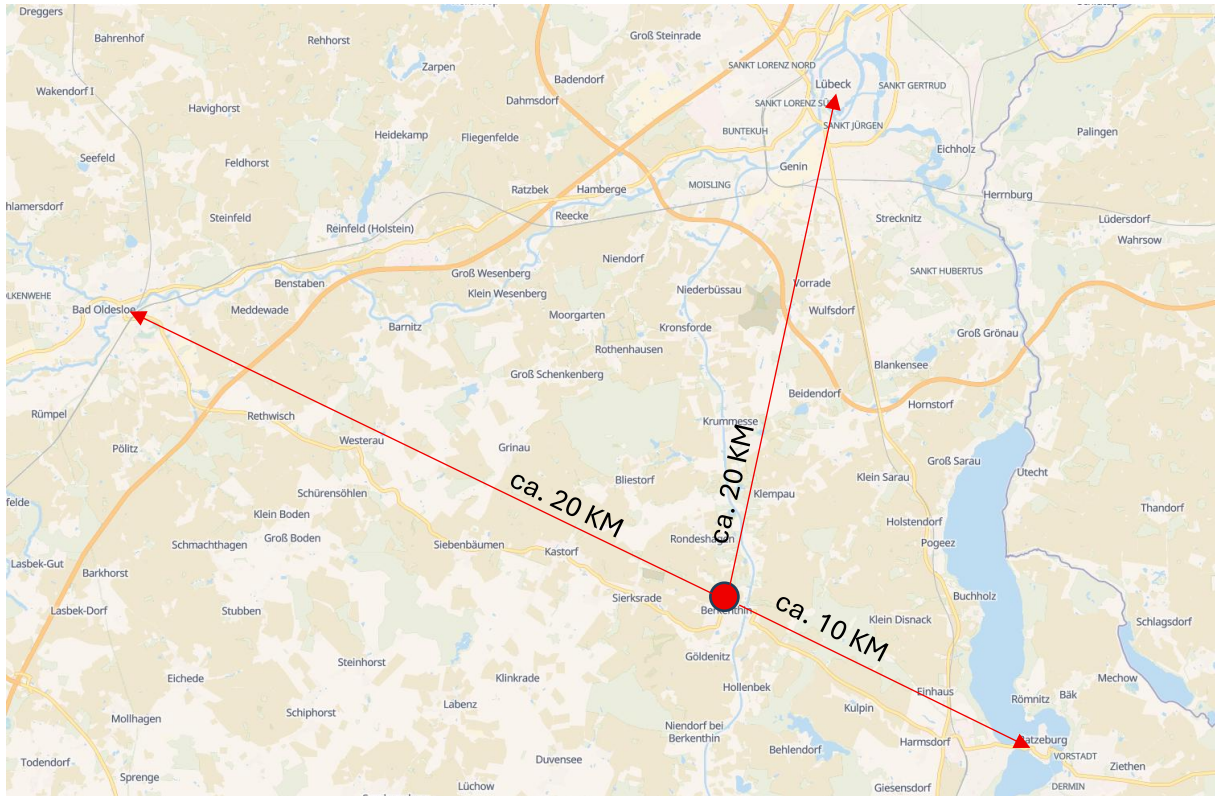 Dreggers
Bahrenhof
Rehhorst
Groß Steinrade
Zarpen
SANKT LORENZ NORD
Badendorf
Lübeck
SANKT GERTRUD
Wakendorf I
Dahmsdorf
SANKT LORENZ SÜ
Havighorst
SANKT JÜRGEN
Heidekamp
Fliegenfelde
BUNTEKUH
Palingen
Eichholz
Seefeld
Feldhorst
Genin
Ratzbek
Hamberge
MOISLING
Herrnburg
hlamersdorf
Steinfeld
Reecke
Strecknitz
Lüdersdorf
Reinfeld (Holstein)
Wahrsow
Niendorf
Groß Wesenberg
SANKT HUBERTUS
Benstaben
Vorrade
OLKENWEHE
Klein Wesenberg
Niederbüssau
Bad Oldesloe
Meddewade
Moorgarten
Wulfsdorf
Barnitz
Kronsforde
Groß Grönau
Rothenhausen
Blankensee
Groß Schenkenberg
Beidendorf
Hornstorf
Rümpel
Rethwisch
Krummesse
Westerau
Pölitz
Grinau
Groß Sarau
Utecht
Bliestorf
Klein Sarau
ca. 20 KM
ca. 20 KM
Schürensöhlen
Klempau
felde
Thandorf
Klein Boden
Holstendorf
Groß Boden
Rondeshagen
Schmachthagen
Siebenbäumen
Kastorf
Pogeez
Lasbek-Gut
Barkhorst
Buchholz
Sierksrade
Lasbek-Dorf
Stubben
Berkenthin
ca. 10 KM
Klein Disnack
Schlagsdorf
Göldenitz
Steinhorst
Eichede
Klinkrade
Hollenbek
Mechow
Einhaus
Römnitz
Bäk
Labenz
Kulpin
Schiphorst
Mollhagen
Niendorf bei
Berkenthin
Harmsdorf
atzeburg
Behlendorf
VORSTADT
Todendorf
Duvensee
Ziethen
Sprenge
Lüchow
Giesensdorf
DERMIN